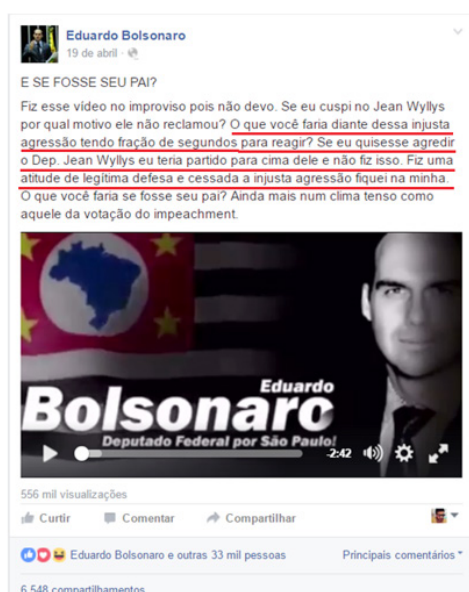 Eduardo Bolsonaro
19 de abril ·
E SE FOSSE SEU PAI?
Fiz esse vídeo no improviso pois não devo. Se eu cuspi no Jean Wyllys
por qual motivo ele não reclamou? O que você faria diante dessa injusta
agressão tendo fração de segundos para reagir? Se eu quisesse agredir
o Dep. Jean Wyllys eu teria partido para cima dele e não fiz isso. Fiz uma
atitude de legítima defesa e cessada a injusta agressão fiquei na minha.
O que você faria se fosse seu pai? Ainda mais num clima tenso como
aquele da votação do impeachment.
Eduardo
Bolsonaro
Deputado Federal por São Paulo!
-2:42
556 mil visualizações
Curtir Comentar Compartilhar
Eduardo Bolsonaro e outras 33 mil pessoas Principais comentários
6.548 compartilhamentos